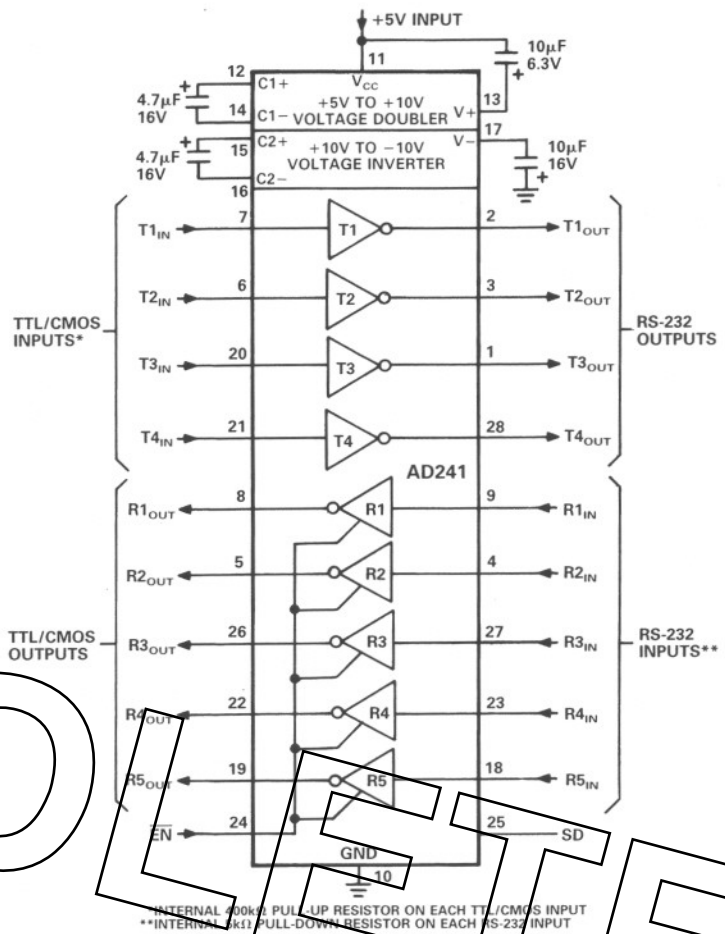 +5V INPUT
11
VCC
10μF
6.3V
+
12
C1+
+
4.7μF
16V
14
C1−
+5V TO +10V
VOLTAGE DOUBLER
V+
13
C2+
15
+
4.7μF
16V
C2−
16
+10V TO −10V
VOLTAGE INVERTER
V−
17
10μF
16V
+
TTL/CMOS
INPUTS*
T1IN
7
T1
2
T1OUT
T2IN
6
T2
3
T2OUT
T3IN
20
T3
1
T3OUT
T4IN
21
T4
28
T4OUT
RS-232
OUTPUTS
AD241
TTL/CMOS
OUTPUTS
R1OUT
8
R1
9
R1IN
R2OUT
5
R2
4
R2IN
R3OUT
26
R3
27
R3IN
R4OUT
22
R4
23
R4IN
R5OUT
19
R5
18
R5IN
RS-232
INPUTS**
EN
24
25
SD
GND
10
*INTERNAL 400kΩ PULL-UP RESISTOR ON EACH TTL/CMOS INPUT
**INTERNAL 5kΩ PULL-DOWN RESISTOR ON EACH RS-232 INPUT
OLETE